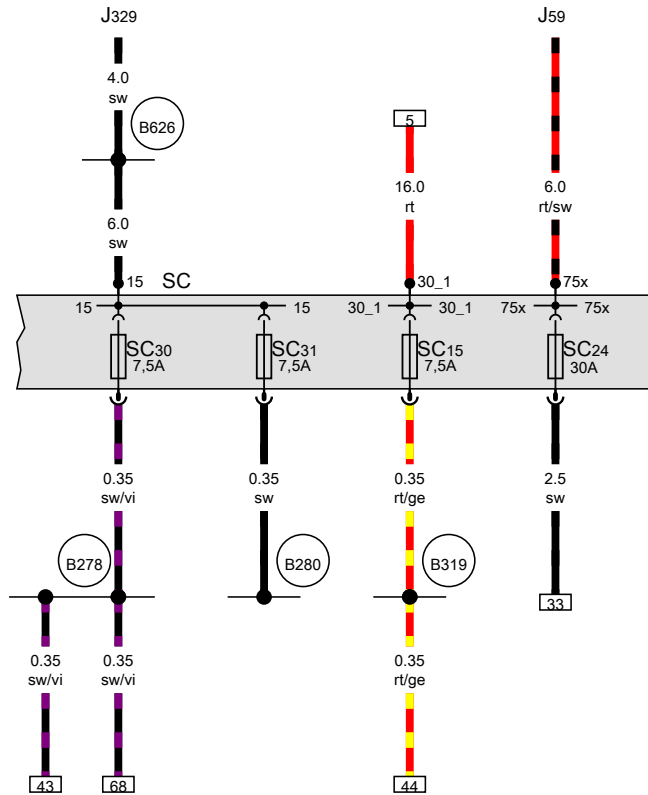 J329
J59
4.0
sw
B626
5
16.0
rt
6.0
rt/sw
6.0
sw
15
SC
30_1
75x
15
15
30_1
30_1
75x
75x
SC30
7,5A
SC31
7,5A
SC15
7,5A
SC24
30A
0.35
sw/vi
0.35
sw
0.35
rt/ge
2.5
sw
B278
B280
B319
33
0.35
sw/vi
0.35
sw/vi
0.35
rt/ge
43
68
44